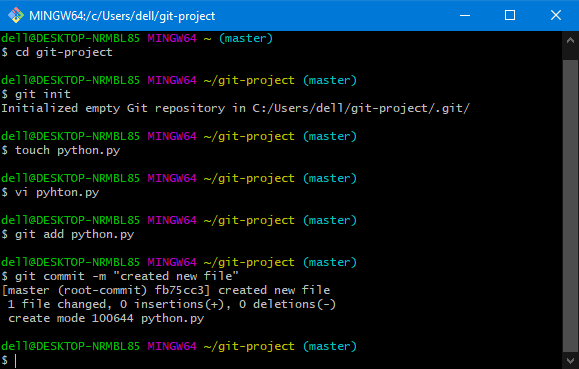 MINGW64:/c/Users/dell/git-project
dell@DESKTOP-NRMBL85 MINGW64 ~ (master)
$ cd git-project
dell@DESKTOP-NRMBL85 MINGW64 ~/git-project (master)
$ git init
Initialized empty Git repository in C:/Users/dell/git-project/.git/
dell@DESKTOP-NRMBL85 MINGW64 ~/git-project (master)
$ touch python.py
dell@DESKTOP-NRMBL85 MINGW64 ~/git-project (master)
$ vi pyhton.py
dell@DESKTOP-NRMBL85 MINGW64 ~/git-project (master)
$ git add python.py
dell@DESKTOP-NRMBL85 MINGW64 ~/git-project (master)
$ git commit -m "created new file"
[master (root-commit) fb75cc3] created new file
 1 file changed, 0 insertions(+), 0 deletions(-)
 create mode 100644 python.py
dell@DESKTOP-NRMBL85 MINGW64 ~/git-project (master)
$